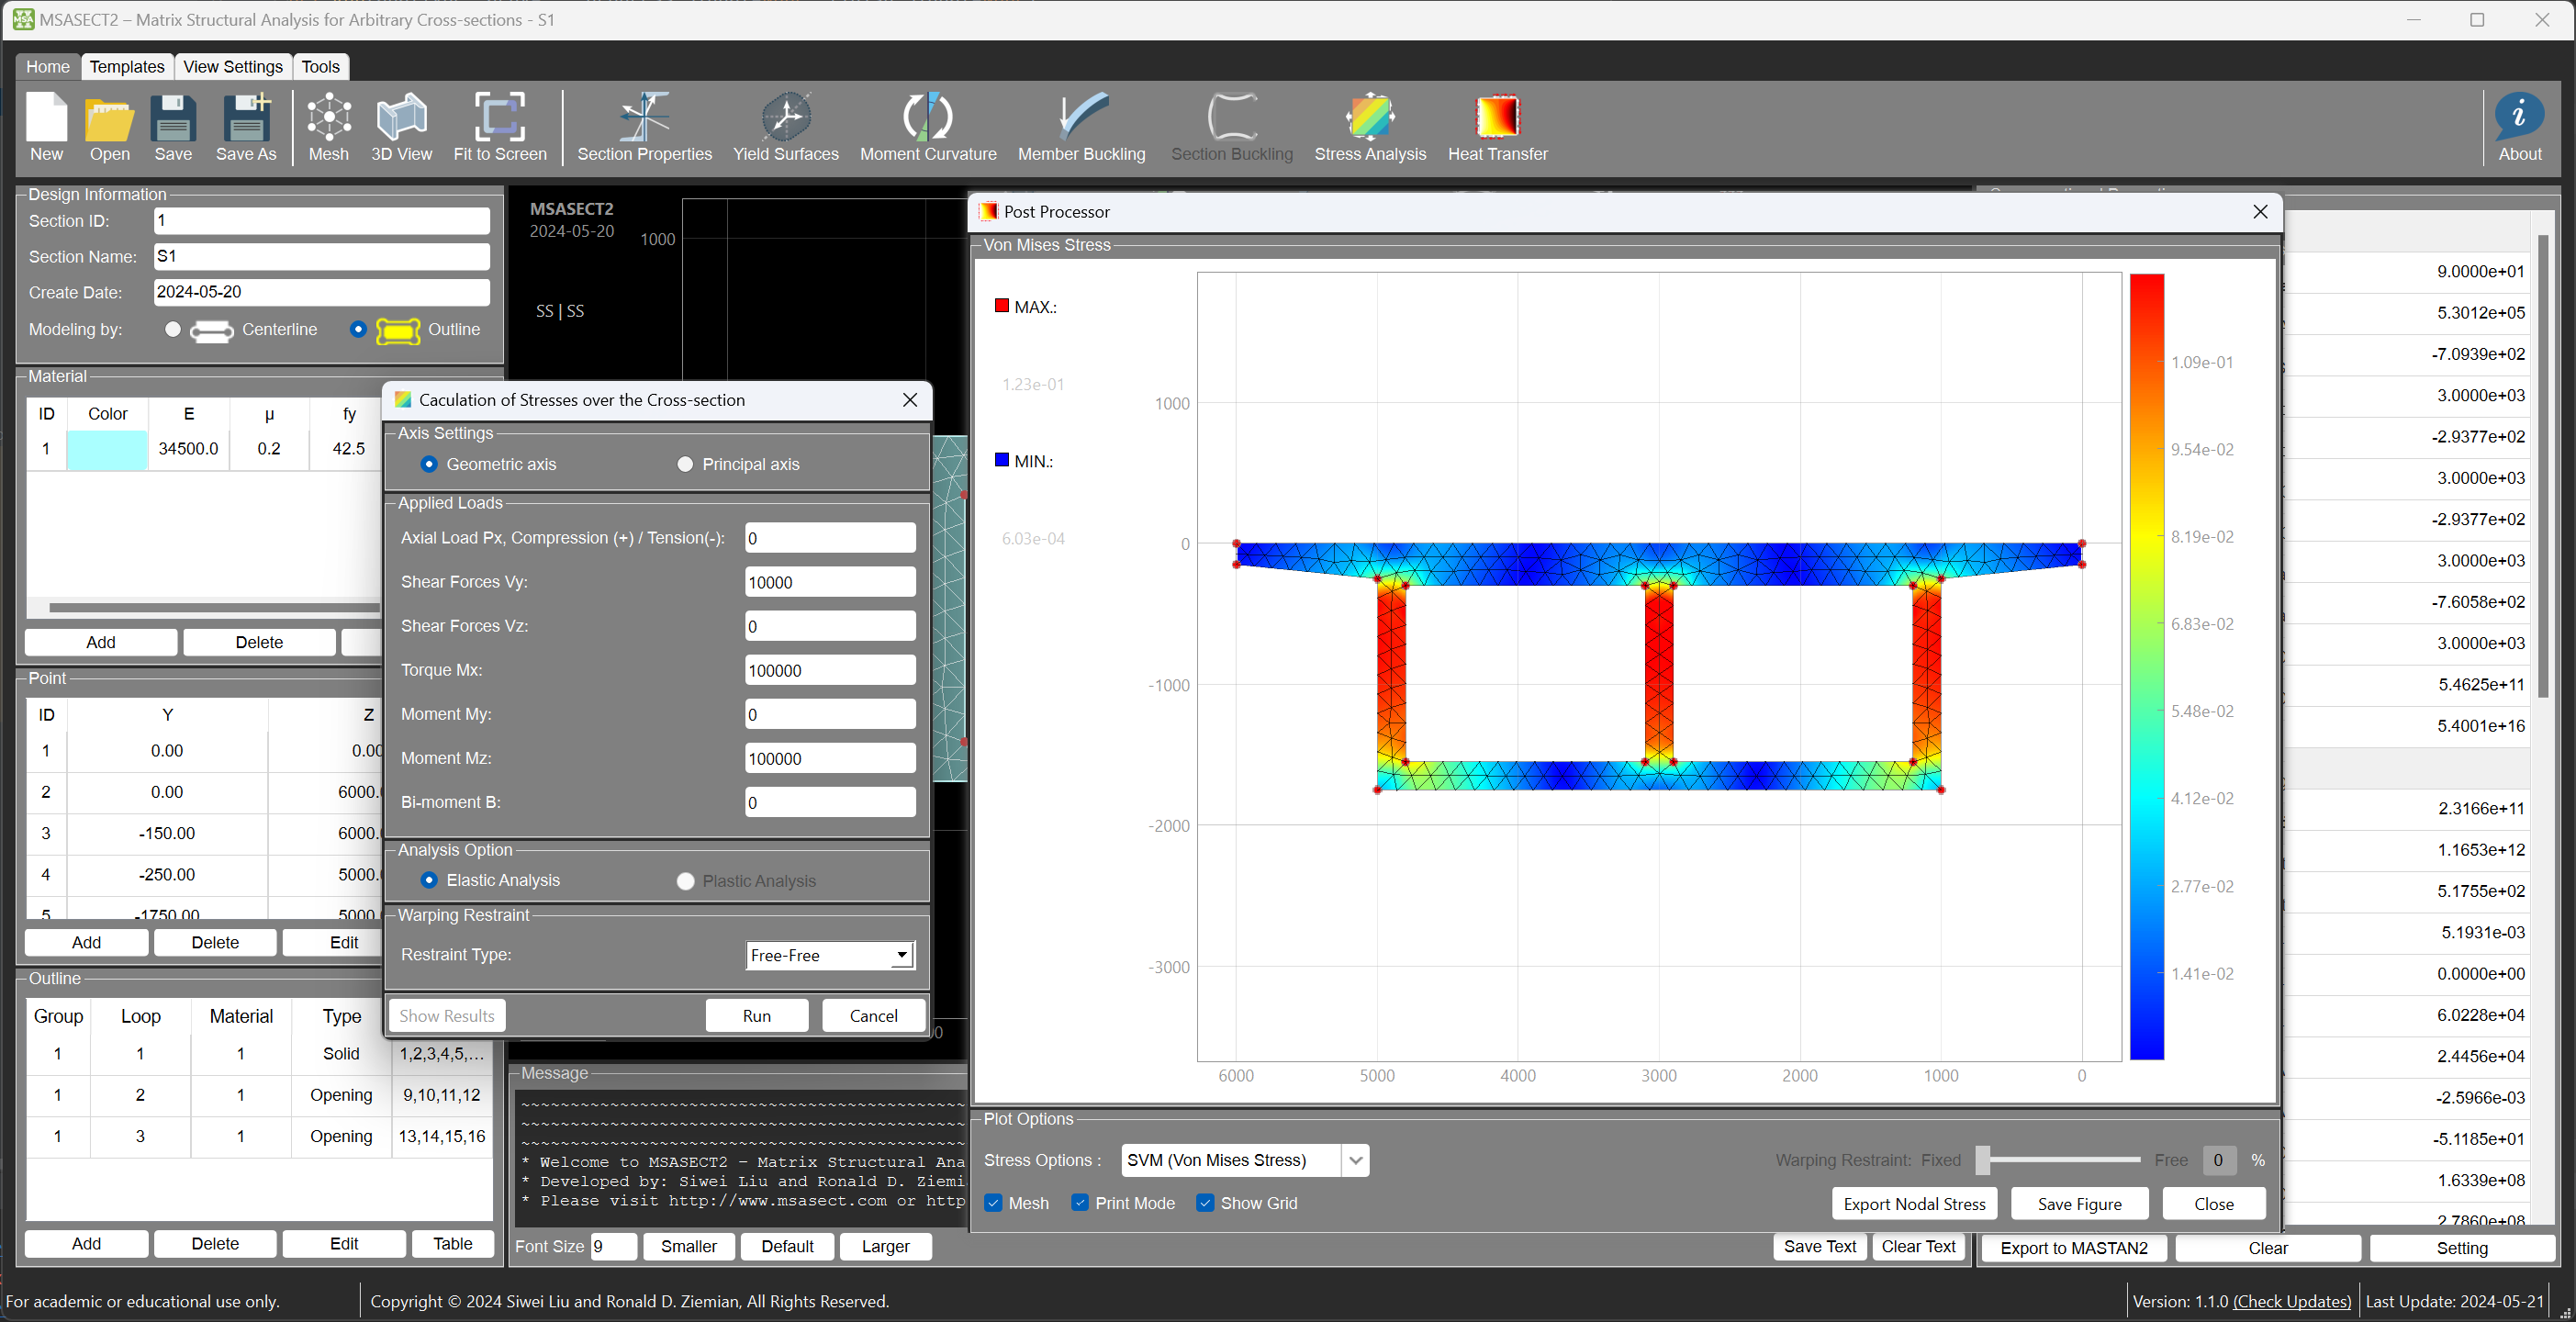 MSASECT2 – Matrix Structural Analysis for Arbitrary Cross-sections - S1
Home Templates View Settings Tools
New Open Save Save As Mesh 3D View Fit to Screen Section Properties Yield Surfaces Moment Curvature Member Buckling Section Buckling Stress Analysis Heat Transfer About
Design Information
Section ID: 1
Section Name: S1
Create Date: 2024-05-20
Modeling by: Centerline Outline
Material
ID Color E μ fy
1 34500.0 0.2 42.5
Add Delete
Point
ID Y Z
1 0.00 0.00
2 0.00 6000.
3 -150.00 6000.
4 -250.00 5000.
5 -1750.00 5000
Add Delete Edit
Outline
Group Loop Material Type
1 1 1 Solid 1,2,3,4,5,...
1 2 1 Opening 9,10,11,12
1 3 1 Opening 13,14,15,16
Add Delete Edit Table
MSASECT2
2024-05-20
1000
SS | SS
Caculation of Stresses over the Cross-section
Axis Settings
Geometric axis Principal axis
Applied Loads
Axial Load Px, Compression (+) / Tension(-): 0
Shear Forces Vy: 10000
Shear Forces Vz: 0
Torque Mx: 100000
Moment My: 0
Moment Mz: 100000
Bi-moment B: 0
Analysis Option
Elastic Analysis Plastic Analysis
Warping Restraint
Restraint Type: Free-Free
Show Results Run Cancel
Message
~~~~~~~~~~~~~~~~~~~~~~~~~~~~~~~~~~~~~~~~~~~~~
~~~~~~~~~~~~~~~~~~~~~~~~~~~~~~~~~~~~~~~~~~~~~
~~~~~~~~~~~~~~~~~~~~~~~~~~~~~~~~~~~~~~~~~~~~~
* Welcome to MSASECT2 – Matrix Structural Ana
* Developed by: Siwei Liu and Ronald D. Ziemi
* Please visit http://www.msasect.com or http
Font Size 9 Smaller Default Larger Save Text Clear Text
Post Processor
Von Mises Stress
MAX.:
1.23e-01
MIN.:
6.03e-04
1000
0
-1000
-2000
-3000
6000 5000 4000 3000 2000 1000 0
1.09e-01
9.54e-02
8.19e-02
6.83e-02
5.48e-02
4.12e-02
2.77e-02
1.41e-02
Plot Options
Stress Options : SVM (Von Mises Stress) Warping Restraint: Fixed Free 0 %
Mesh Print Mode Show Grid Export Nodal Stress Save Figure Close
9.0000e+01
5.3012e+05
-7.0939e+02
3.0000e+03
-2.9377e+02
3.0000e+03
-2.9377e+02
3.0000e+03
-7.6058e+02
3.0000e+03
5.4625e+11
5.4001e+16
2.3166e+11
1.1653e+12
5.1755e+02
5.1931e-03
0.0000e+00
6.0228e+04
2.4456e+04
-2.5966e-03
-5.1185e+01
1.6339e+08
2.7860e+08
Export to MASTAN2 Clear Setting
For academic or educational use only. Copyright © 2024 Siwei Liu and Ronald D. Ziemian, All Rights Reserved. Version: 1.1.0 (Check Updates) Last Update: 2024-05-21